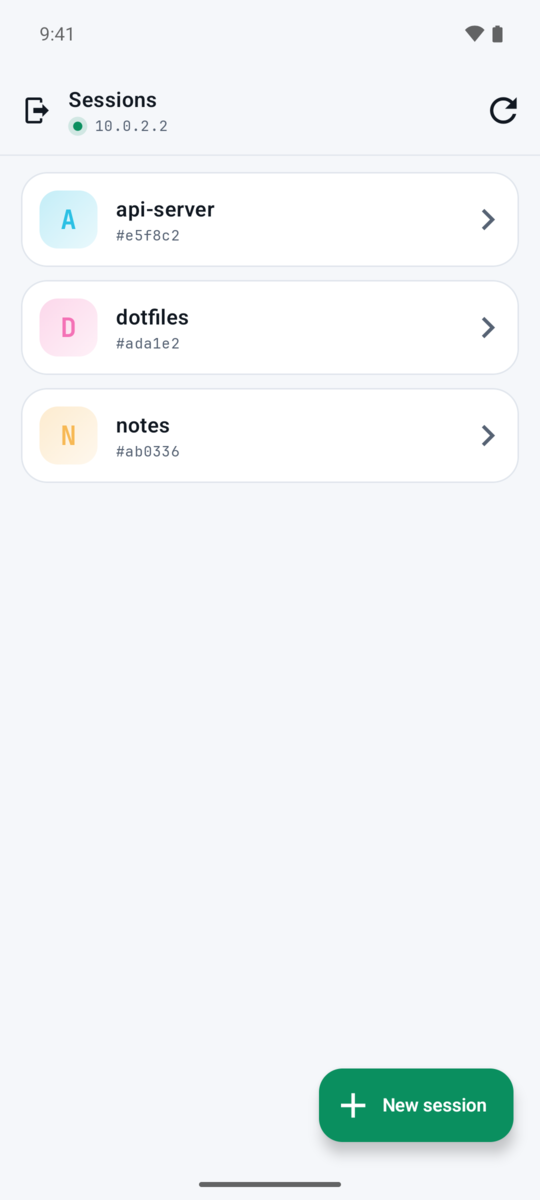 9:41
Sessions
10.0.2.2
A
api-server
#e5f8c2
D
dotfiles
#ada1e2
N
notes
#ab0336
New session